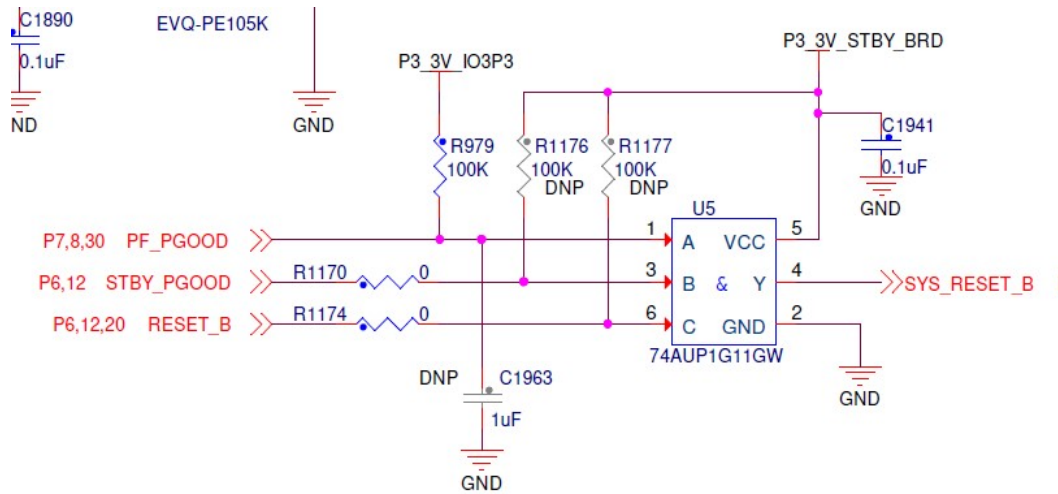 C1890
EVQ-PE105K
0.1uF
ND
GND
P3_3V_IO3P3
P3_3V_STBY_BRD
R979
100K
R1176
100K
DNP
R1177
100K
DNP
C1941
0.1uF
GND
U5
P7,8,30 PF_PGOOD
1 A VCC 5
P6,12 STBY_PGOOD R1170 0
3 B & Y 4 SYS_RESET_B
P6,12,20 RESET_B R1174 0
6 C GND 2
74AUP1G11GW
DNP C1963
1uF
GND
GND